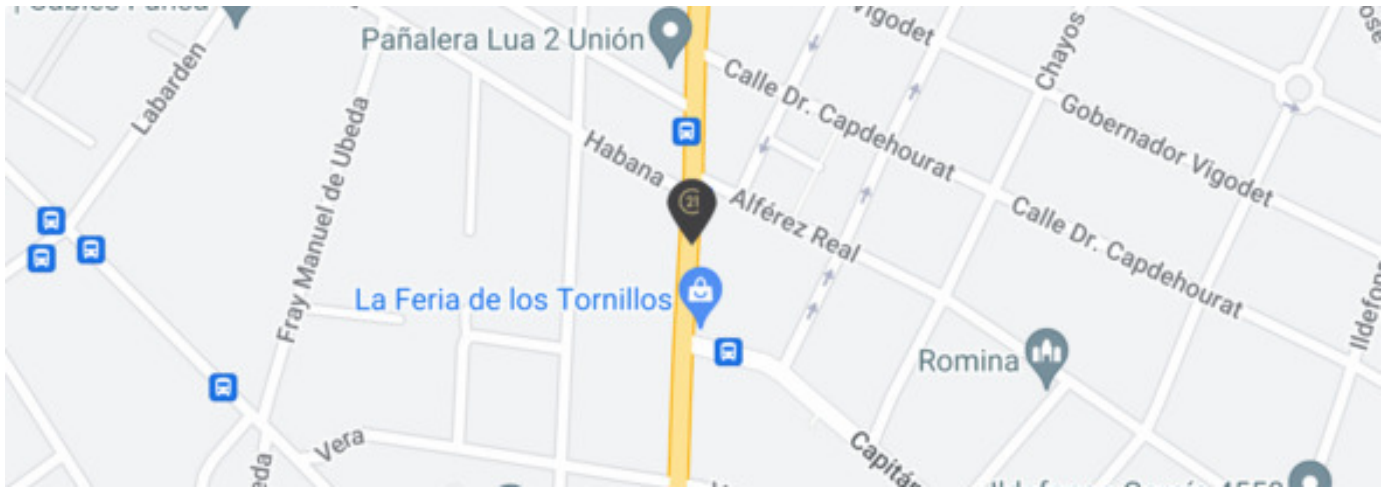 Pañalera Lua 2 Unión
Vigodet
Chayos
Labarden
Calle Dr. Capdehourat
Gobernador Vigodet
Fray Manuel de Ubeda
Habana
21
Alférez Real
Calle Dr. Capdehourat
La Feria de los Tornillos
Romina
Vera
Capitán